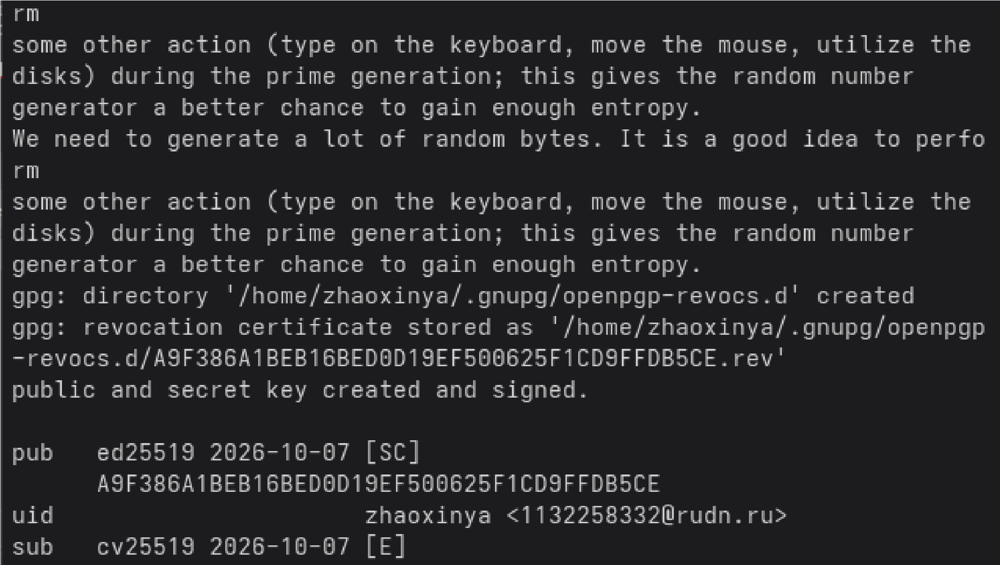 rm
some other action (type on the keyboard, move the mouse, utilize the
disks) during the prime generation; this gives the random number
generator a better chance to gain enough entropy.
We need to generate a lot of random bytes. It is a good idea to perfo
rm
some other action (type on the keyboard, move the mouse, utilize the
disks) during the prime generation; this gives the random number
generator a better chance to gain enough entropy.
gpg: directory '/home/zhaoxinya/.gnupg/openpgp-revocs.d' created
gpg: revocation certificate stored as '/home/zhaoxinya/.gnupg/openpgp
-revocs.d/A9F386A1BEB16BED0D19EF500625F1CD9FFDB5CE.rev'
public and secret key created and signed.

pub   ed25519 2026-10-07 [SC]
      A9F386A1BEB16BED0D19EF500625F1CD9FFDB5CE
uid                      zhaoxinya <1132258332@rudn.ru>
sub   cv25519 2026-10-07 [E]